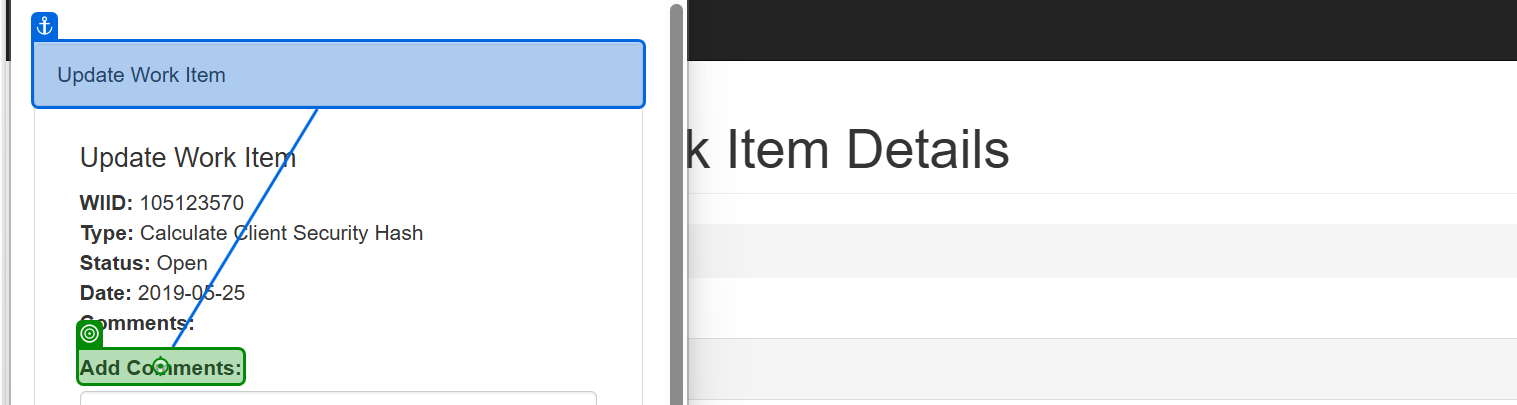 Update Work Item
k Item Details
Update Work Item
WIID: 105123570
Type: Calculate Client Security Hash
Status: Open
Date: 2019-05-25
Comments:
Add Comments: